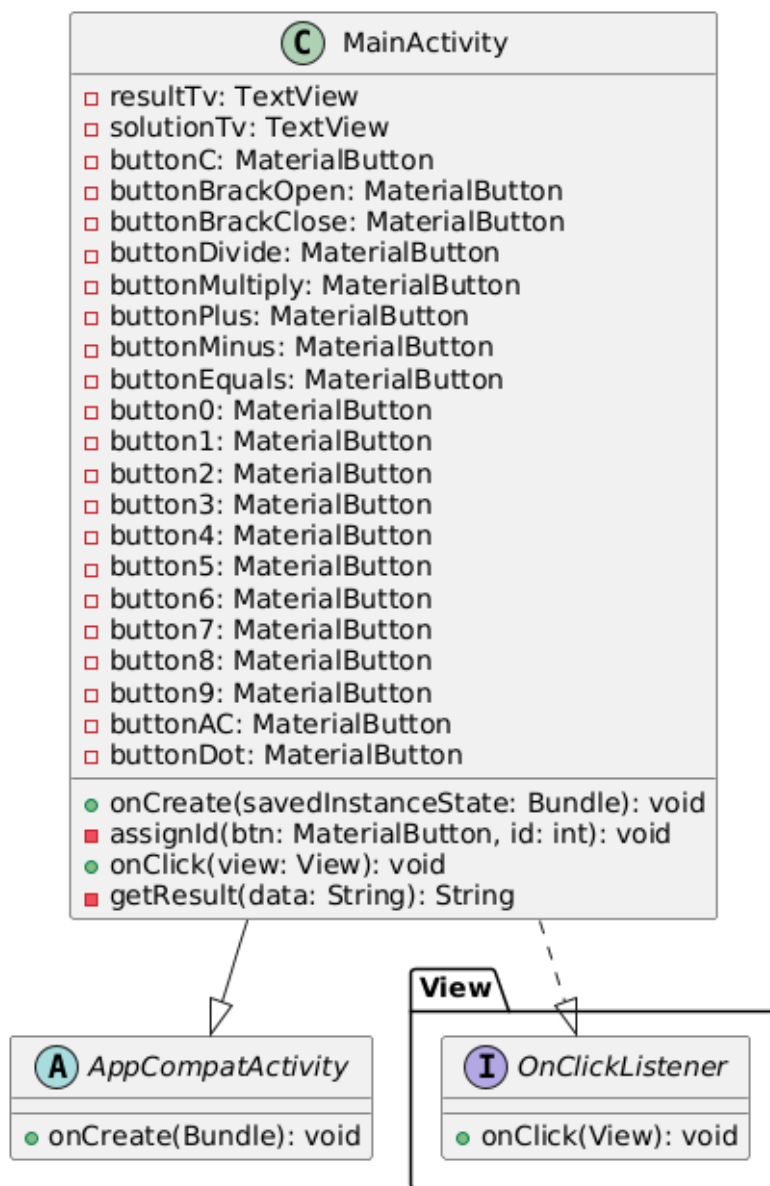 C MainActivity
resultTv: TextView
solutionTv: TextView
buttonC: MaterialButton
buttonBrackOpen: MaterialButton
buttonBrackClose: MaterialButton
buttonDivide: MaterialButton
buttonMultiply: MaterialButton
buttonPlus: MaterialButton
buttonMinus: MaterialButton
buttonEquals: MaterialButton
button0: MaterialButton
button1: MaterialButton
button2: MaterialButton
button3: MaterialButton
button4: MaterialButton
button5: MaterialButton
button6: MaterialButton
button7: MaterialButton
button8: MaterialButton
button9: MaterialButton
buttonAC: MaterialButton
buttonDot: MaterialButton
onCreate(savedInstanceState: Bundle): void
assignId(btn: MaterialButton, id: int): void
onClick(view: View): void
getResult(data: String): String
View
A AppCompatActivity
onCreate(Bundle): void
I OnClickListener
onClick(View): void